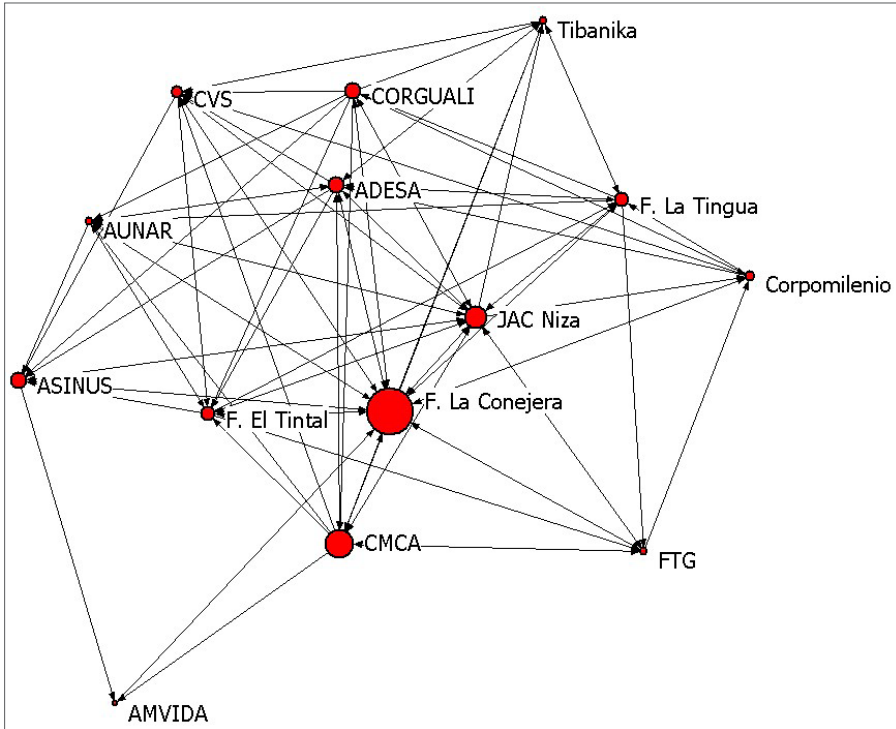 Tibanika
CVS
CORGUALI
ADESA
F. La Tingua
AUNAR
Corpomilenio
JAC Niza
ASINUS
F. La Conejera
F. El Tintal
CMCA
FTG
AMVIDA